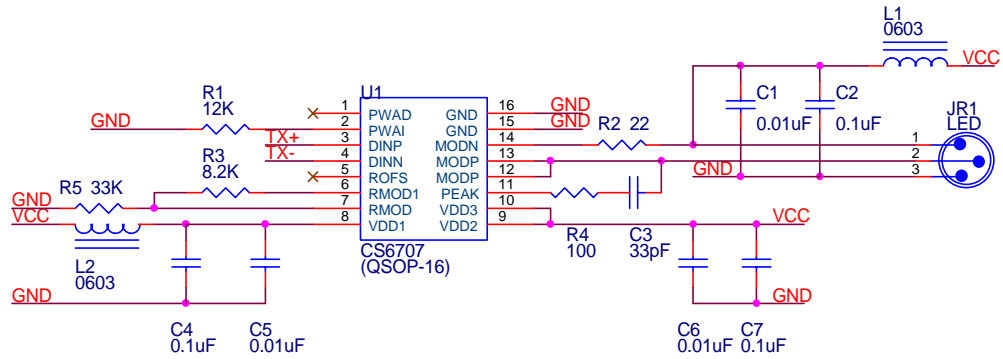 L1
0603
VCC
C1
0.01uF
C2
0.1uF
JR1
LED
1
2
3
GND
R1
12K
GND
U1
1 PWAD GND 16 GND
2 PWAI GND 15 GND
TX+ 3 DINP MODN 14 R2 22
TX- 4 DINN MODP 13
5 ROFS MODP 12
6 RMOD1 PEAK 11
7 RMOD VDD3 10
8 VDD1 VDD2 9
CS6707
(QSOP-16)
R3
8.2K
R5 33K
GND
VCC
L2
0603
GND
C4
0.1uF
C5
0.01uF
R4
100
C3
33pF
VCC
GND
C6
0.01uF
C7
0.1uF